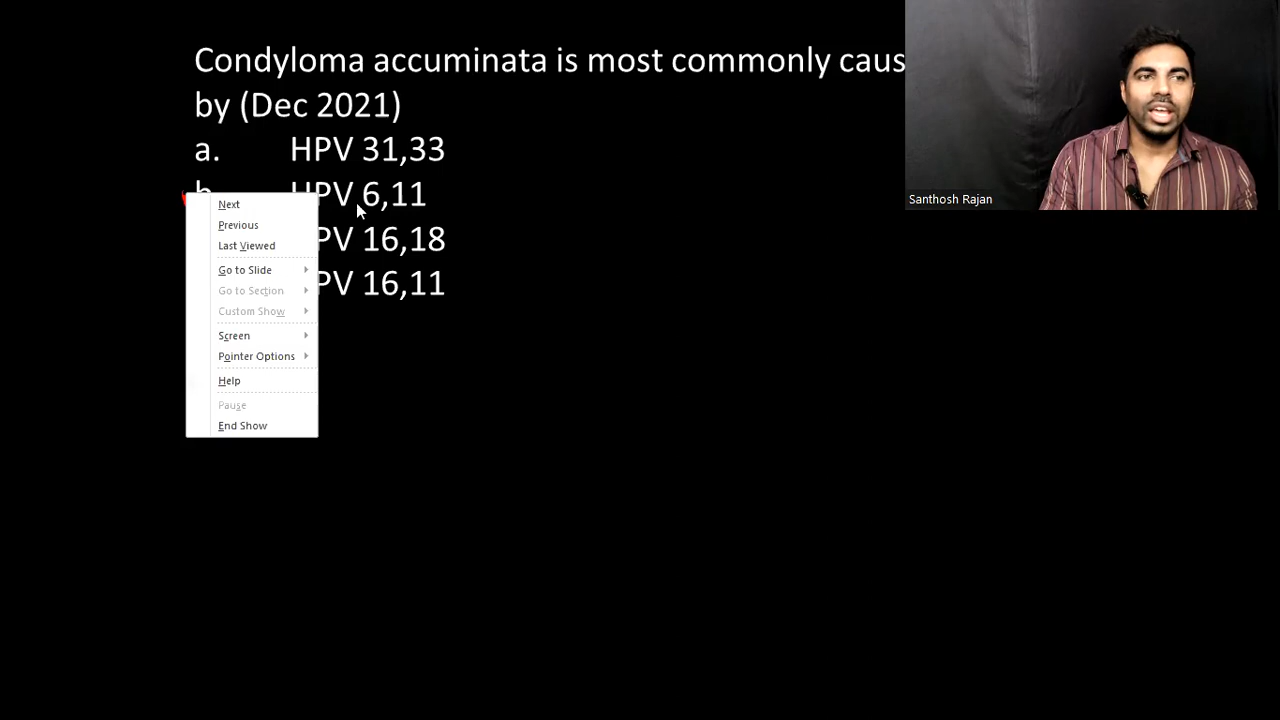 Condyloma accuminata is most commonly caus
by (Dec 2021)
a. HPV 31,33
b. HPV 6,11
PV 16,18
PV 16,11
Next
Previous
Last Viewed
Go to Slide
Go to Section
Custom Show
Screen
Pointer Options
Help
Pause
End Show
Santhosh Rajan